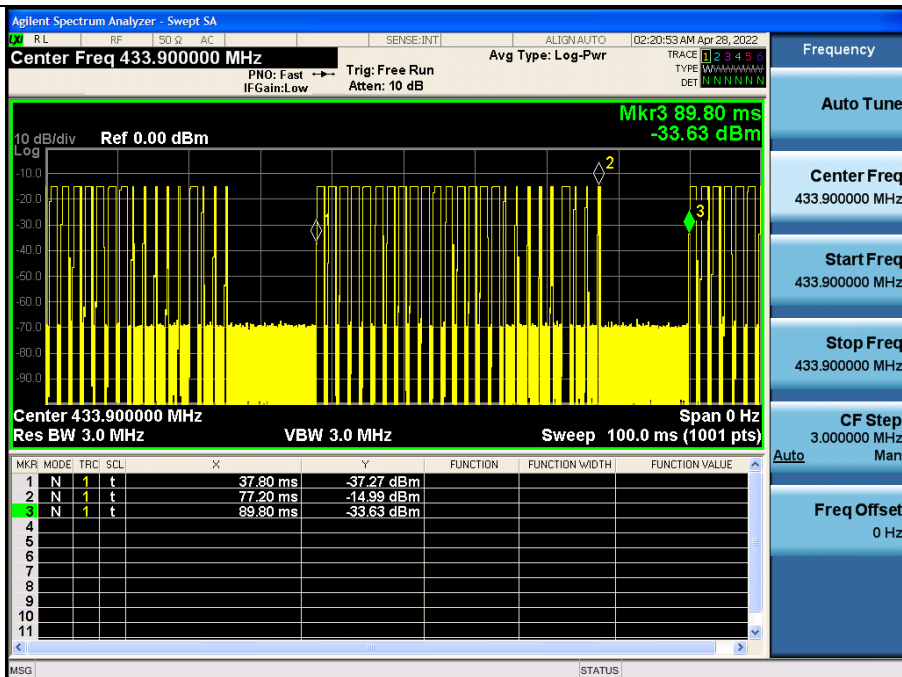 Agilent Spectrum Analyzer - Swept SA
LXI RL RF 50 Ω AC SENSE:INT ALIGNAUTO 02:20:53 AM Apr 28, 2022
Center Freq 433.900000 MHz Avg Type: Log-Pwr TRACE 1 2 3 4 5 6
PNO: Fast Trig: Free Run TYPE WWWWWW
IFGain:Low Atten: 10 dB DET N N N N N N
Mkr3 89.80 ms
-33.63 dBm
10 dB/div Ref 0.00 dBm
Log
-10.0
-20.0
-30.0
-40.0
-50.0
-60.0
-70.0
-80.0
-90.0
2
3
Center 433.900000 MHz Span 0 Hz
Res BW 3.0 MHz VBW 3.0 MHz Sweep 100.0 ms (1001 pts)
MKR MODE TRC SCL X Y FUNCTION FUNCTION WIDTH FUNCTION VALUE
1 N 1 t 37.80 ms -37.27 dBm
2 N 1 t 77.20 ms -14.99 dBm
3 N 1 t 89.80 ms -33.63 dBm
4
5
6
7
8
9
10
11
MSG STATUS
Frequency
Auto Tune
Center Freq
433.900000 MHz
Start Freq
433.900000 MHz
Stop Freq
433.900000 MHz
CF Step
3.000000 MHz
Auto Man
Freq Offset
0 Hz